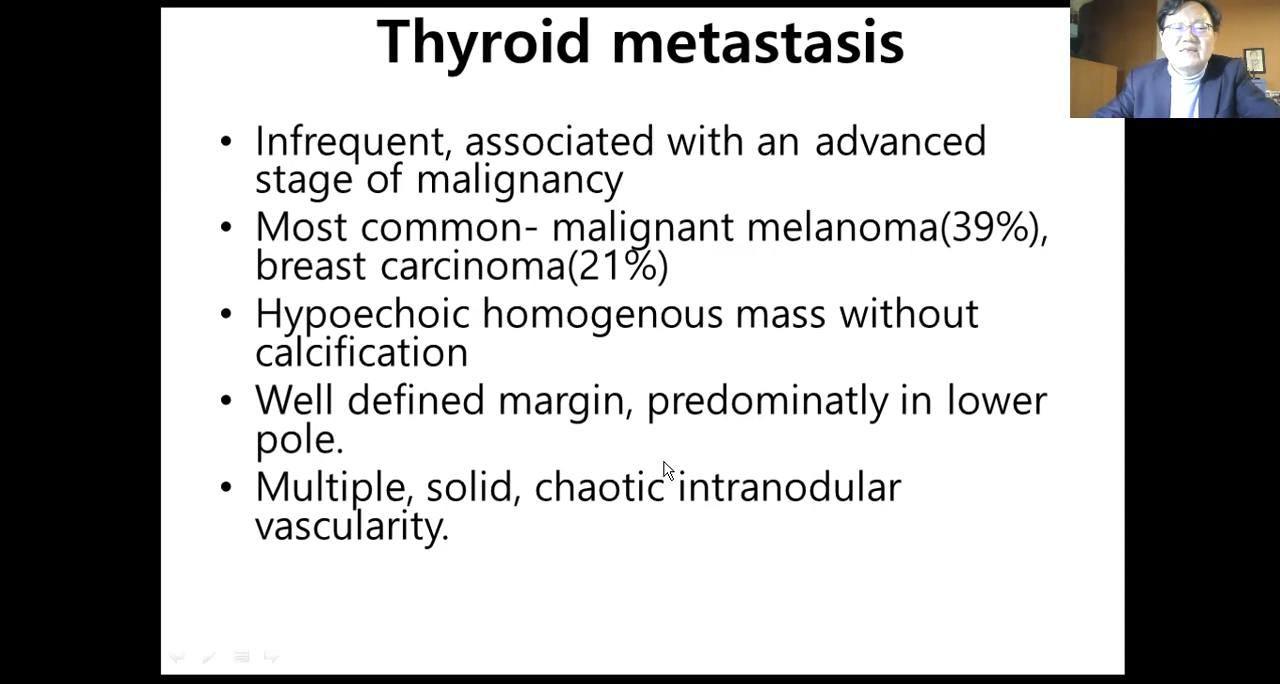 Thyroid metastasis
• Infrequent, associated with an advanced
stage of malignancy
• Most common- malignant melanoma(39%),
breast carcinoma(21%)
• Hypoechoic homogenous mass without
calcification
• Well defined margin, predominatly in lower
pole.
• Multiple, solid, chaotic intranodular
vascularity.